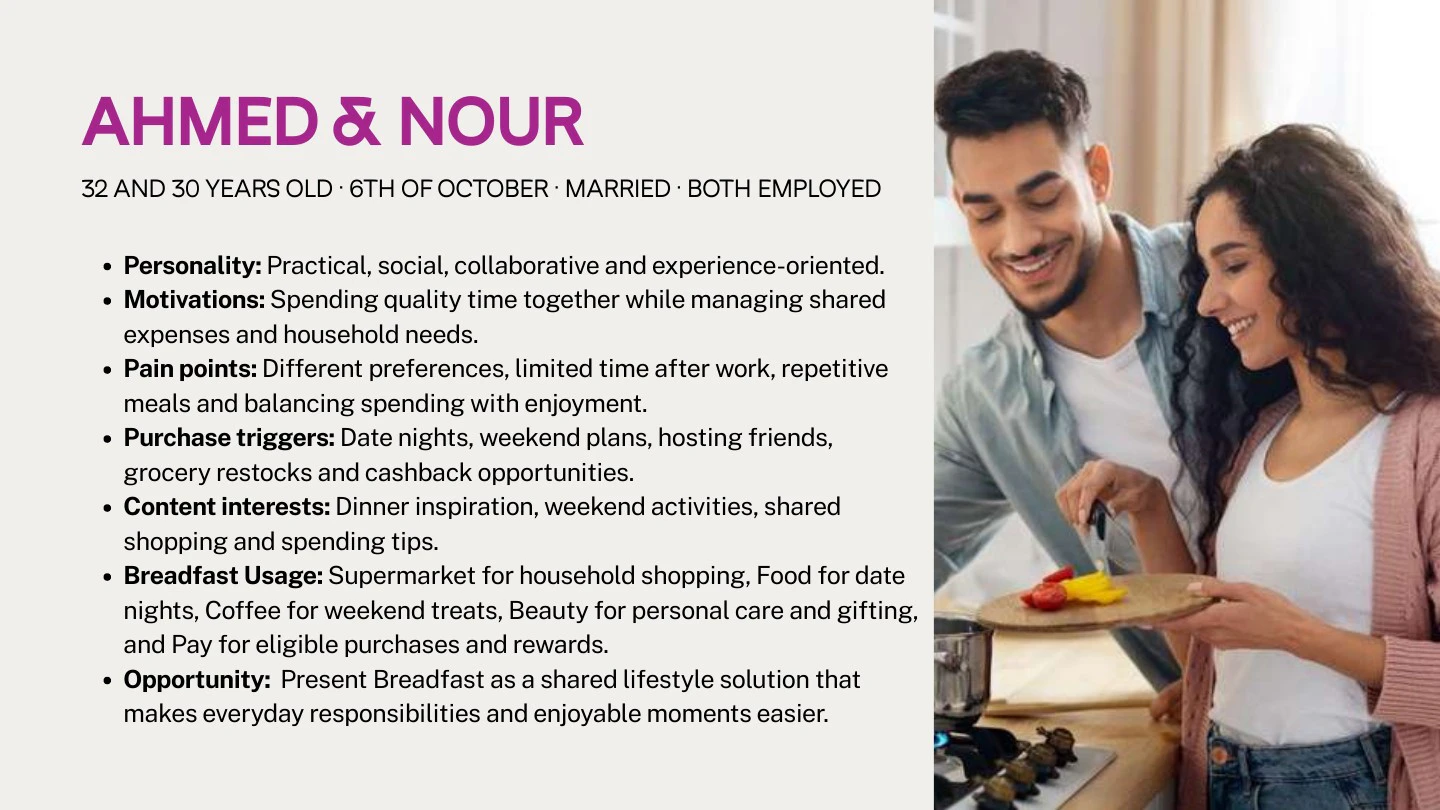 AHMED & NOUR
32 AND 30 YEARS OLD · 6TH OF OCTOBER · MARRIED · BOTH EMPLOYED
• Personality: Practical, social, collaborative and experience-oriented.
• Motivations: Spending quality time together while managing shared
expenses and household needs.
• Pain points: Different preferences, limited time after work, repetitive
meals and balancing spending with enjoyment.
• Purchase triggers: Date nights, weekend plans, hosting friends,
grocery restocks and cashback opportunities.
• Content interests: Dinner inspiration, weekend activities, shared
shopping and spending tips.
• Breadfast Usage: Supermarket for household shopping, Food for date
nights, Coffee for weekend treats, Beauty for personal care and gifting,
and Pay for eligible purchases and rewards.
• Opportunity: Present Breadfast as a shared lifestyle solution that
makes everyday responsibilities and enjoyable moments easier.